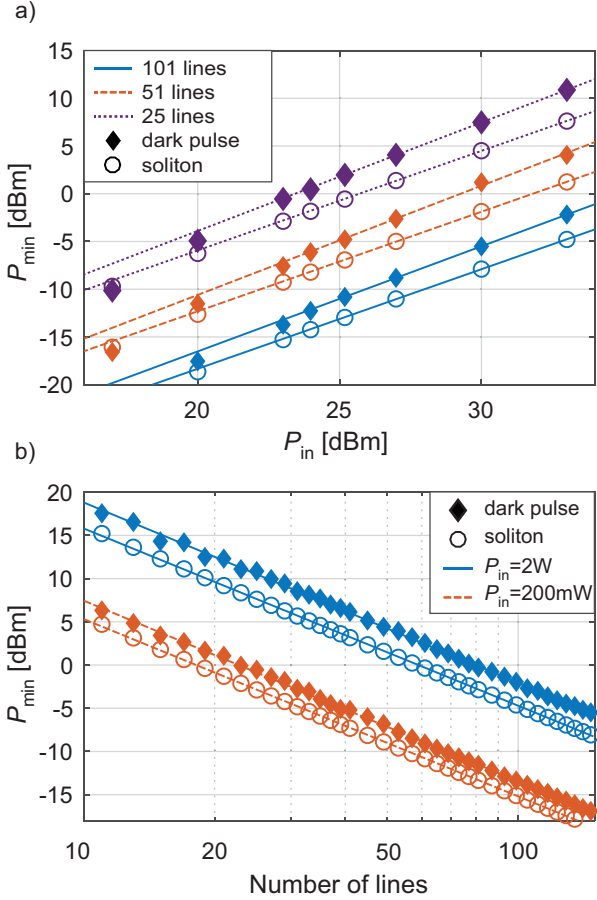 a)
15
10
5
0
-5
-10
-15
-20
P_min [dBm]
101 lines
51 lines
25 lines
dark pulse
soliton
20
25
30
P_in [dBm]
b)
20
15
10
5
0
-5
-10
-15
P_min [dBm]
dark pulse
soliton
P_in=2W
P_in=200mW
10
20
50
100
Number of lines